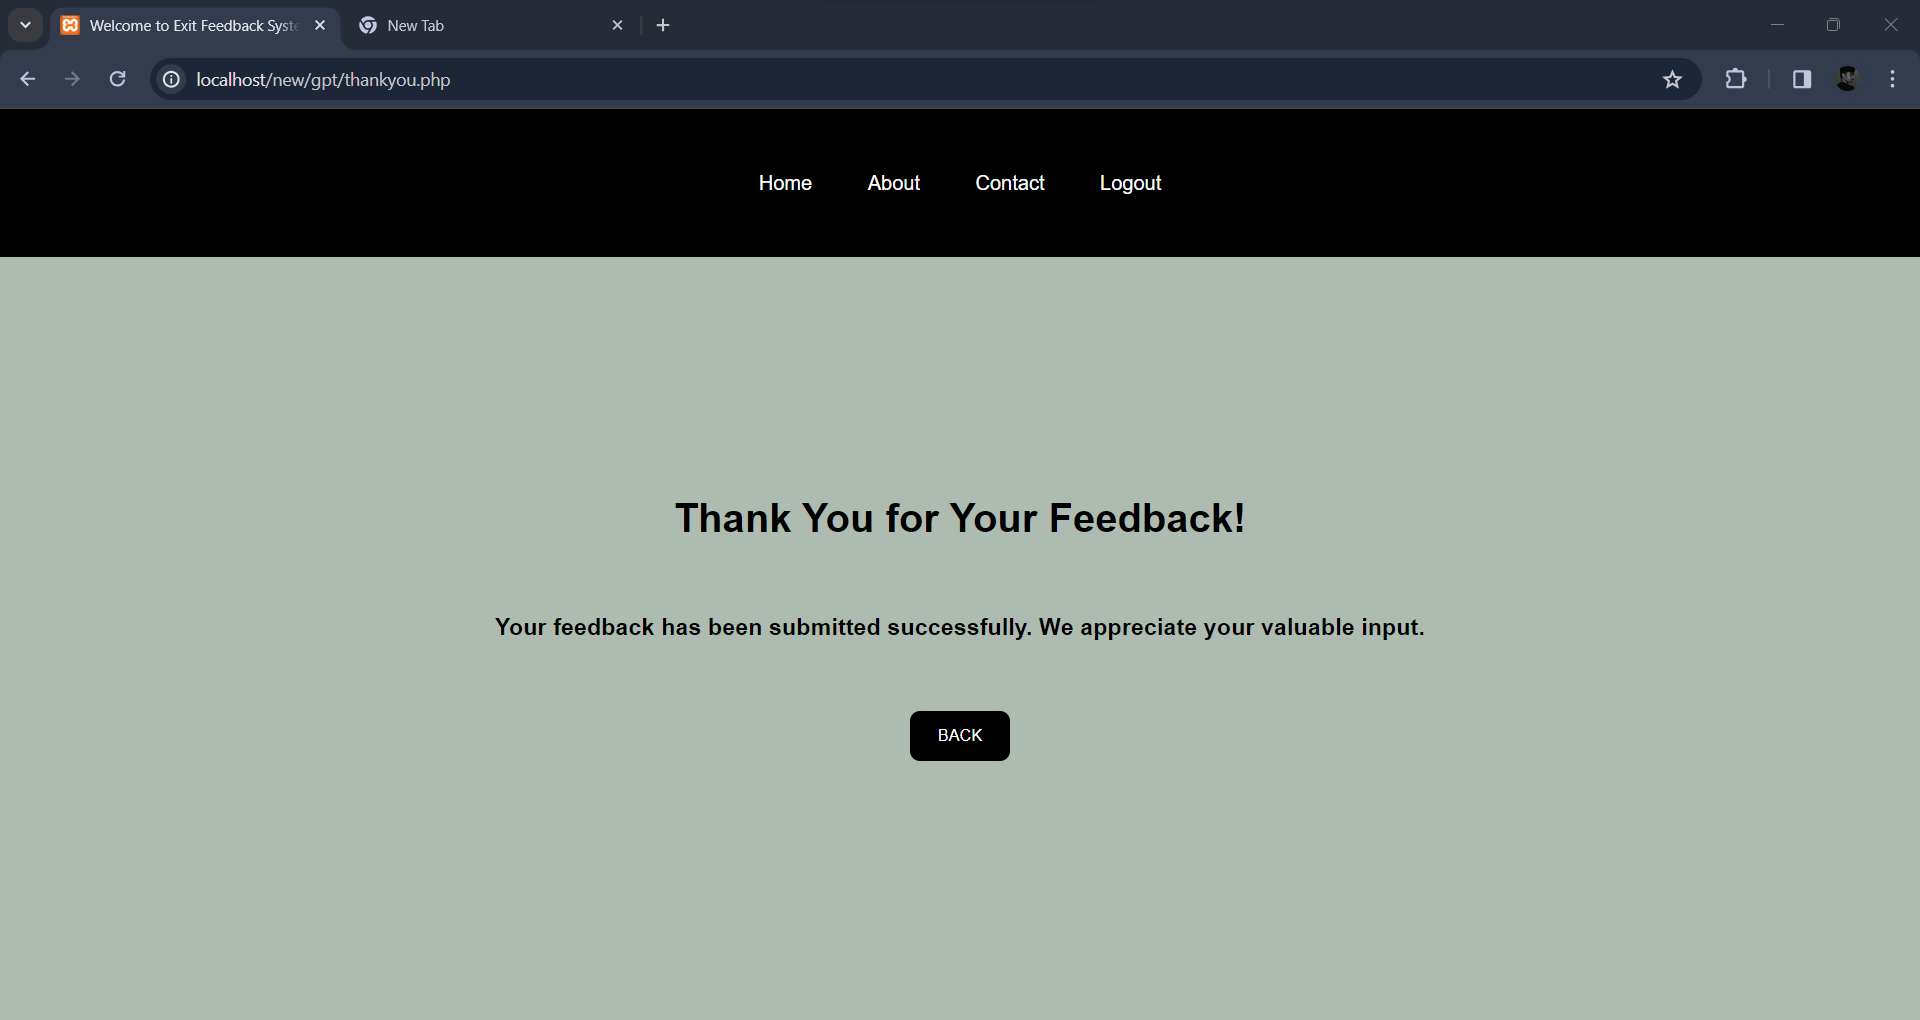 Welcome to Exit Feedback Syste
New Tab
localhost/new/gpt/thankyou.php
Home About Contact Logout
Thank You for Your Feedback!
Your feedback has been submitted successfully. We appreciate your valuable input.
BACK